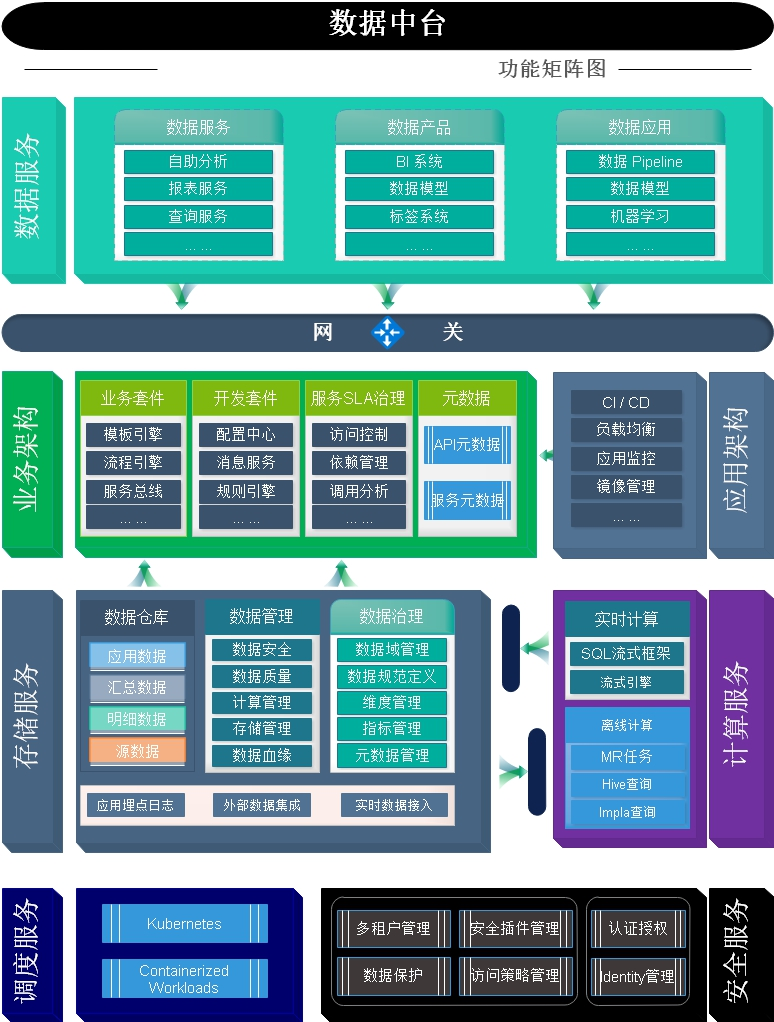 数据中台
功能矩阵图
数据服务
数据服务
自助分析
报表服务
查询服务
... ...
数据产品
BI 系统
数据模型
标签系统
... ...
数据应用
数据 Pipeline
数据模型
机器学习
... ...
网 关
业务架构
业务套件
模板引擎
流程引擎
服务总线
... ...
开发套件
配置中心
消息服务
规则引擎
... ...
服务SLA治理
访问控制
依赖管理
调用分析
... ...
元数据
API元数据
服务元数据
CI / CD
负载均衡
应用监控
镜像管理
... ...
应用架构
存储服务
数据仓库
应用数据
汇总数据
明细数据
源数据
数据管理
数据安全
数据质量
计算管理
存储管理
数据血缘
数据治理
数据域管理
数据规范定义
维度管理
指标管理
元数据管理
应用埋点日志
外部数据集成
实时数据接入
实时计算
SQL流式框架
流式引擎
离线计算
MR任务
Hive查询
Impla查询
计算服务
调度服务
Kubernetes
Containerized
Workloads
多租户管理
安全插件管理
认证授权
数据保护
访问策略管理
Identity管理
安全服务